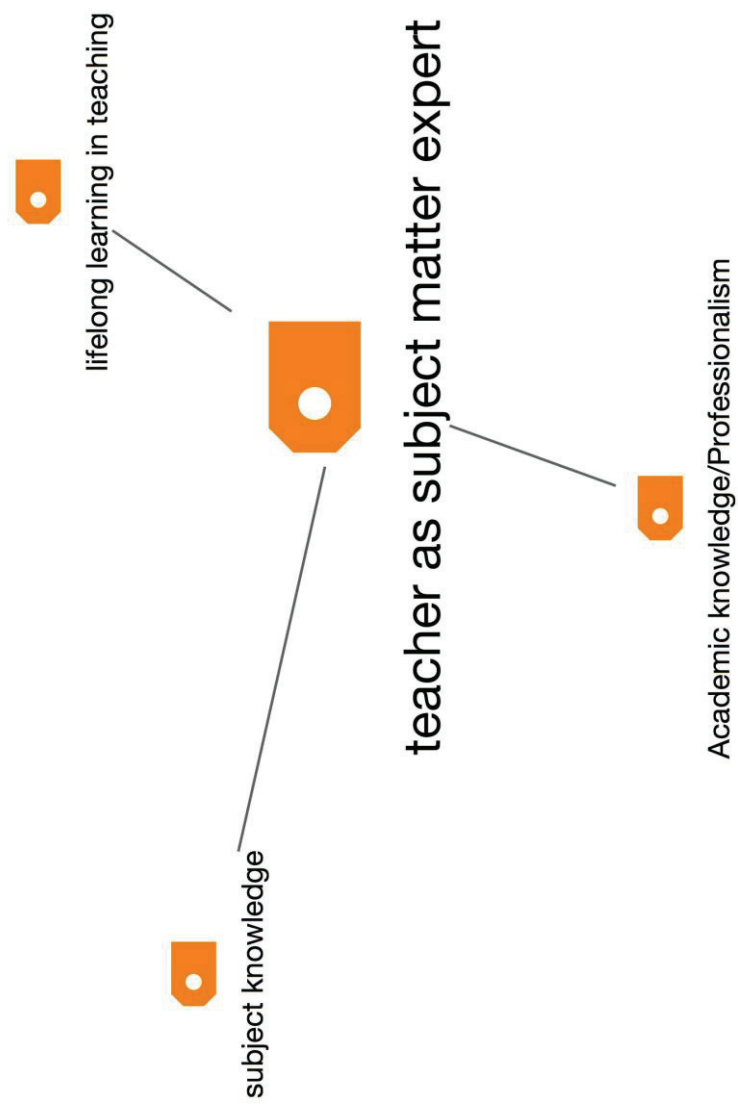 lifelong learning in teaching
subject knowledge
teacher as subject matter expert
Academic knowledge/Professionalism